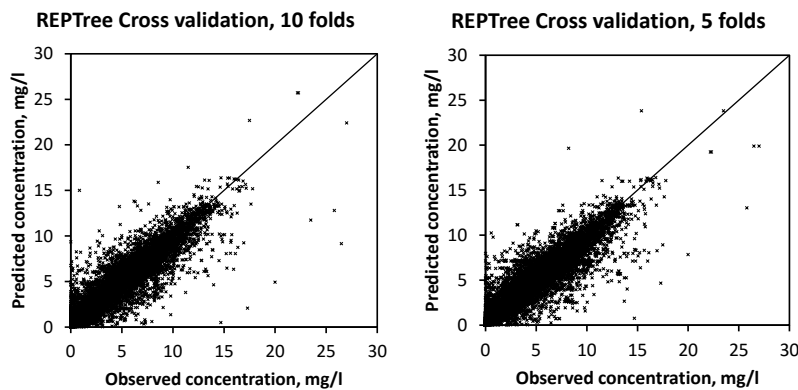 REPTree Cross validation, 10 folds
Predicted concentration, mg/l
30
25
20
15
10
5
0
0 5 10 15 20 25 30
Observed concentration, mg/l
REPTree Cross validation, 5 folds
Predicted concentration, mg/l
30
25
20
15
10
5
0
0 5 10 15 20 25 30
Observed concentration, mg/l